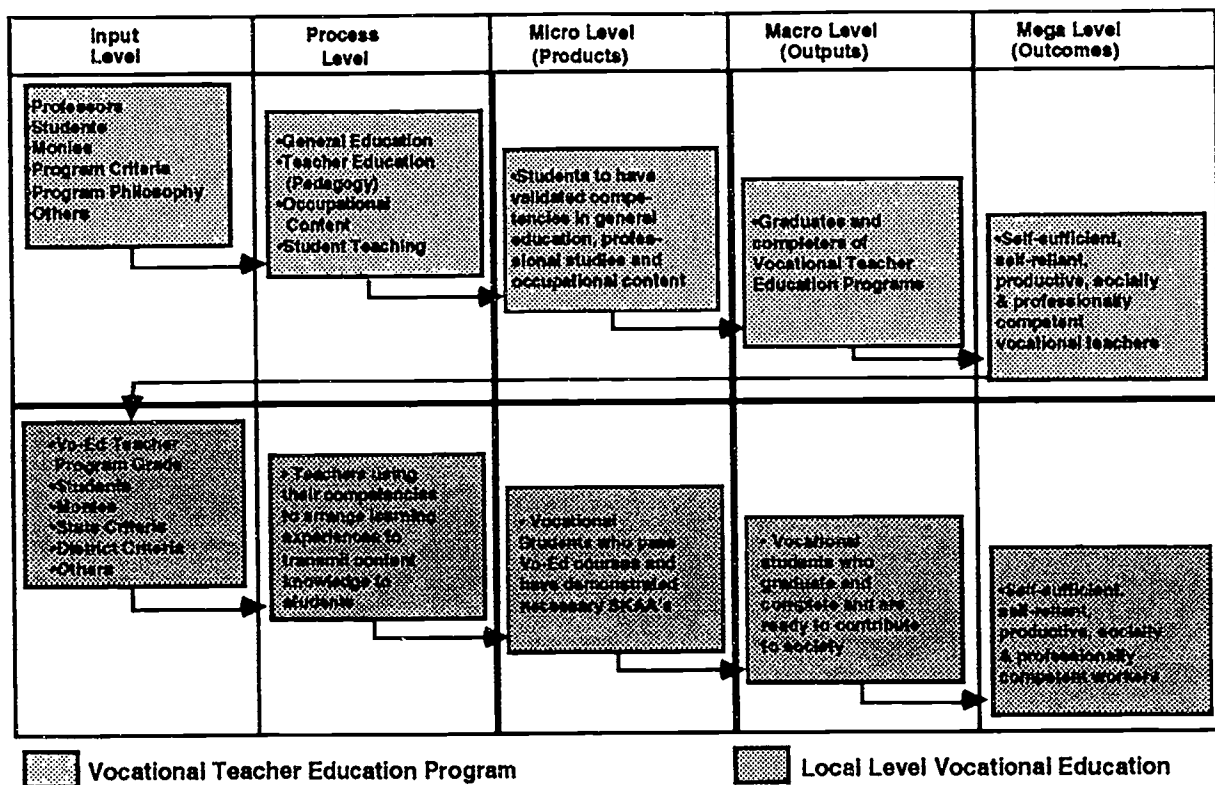 Input
Level
Process
Level
Micro Level
(Products)
Macro Level
(Outputs)
Mega Level
(Outcomes)
•Professors
•Students
•Monies
•Program Criteria
•Program Philosophy
•Others
•General Education
•Teacher Education
(Pedagogy)
•Occupational
Content
•Student Teaching
•Students to have
validated compe-
tencies in general
education, profes-
sional studies and
occupational content
•Graduates and
completers of
Vocational Teacher
Education Programs
•Self-sufficient,
self-reliant,
productive, socially
& professionally
competent
vocational teachers
•Vo-Ed Teacher
Program Grads
•Students
•Monies
•State Criteria
•District Criteria
•Others
• Teachers using
their competencies
to arrange learning
experiences to
transmit content
knowledge to
students
• Vocational
Students who pass
Vo-Ed courses and
have demonstrated
necessary SKAA's
• Vocational
students who
graduate and
complete and are
ready to contribute
to society
•Self-sufficient,
self-reliant,
productive, socially
& professionally
competent workers
Vocational Teacher Education Program
Local Level Vocational Education